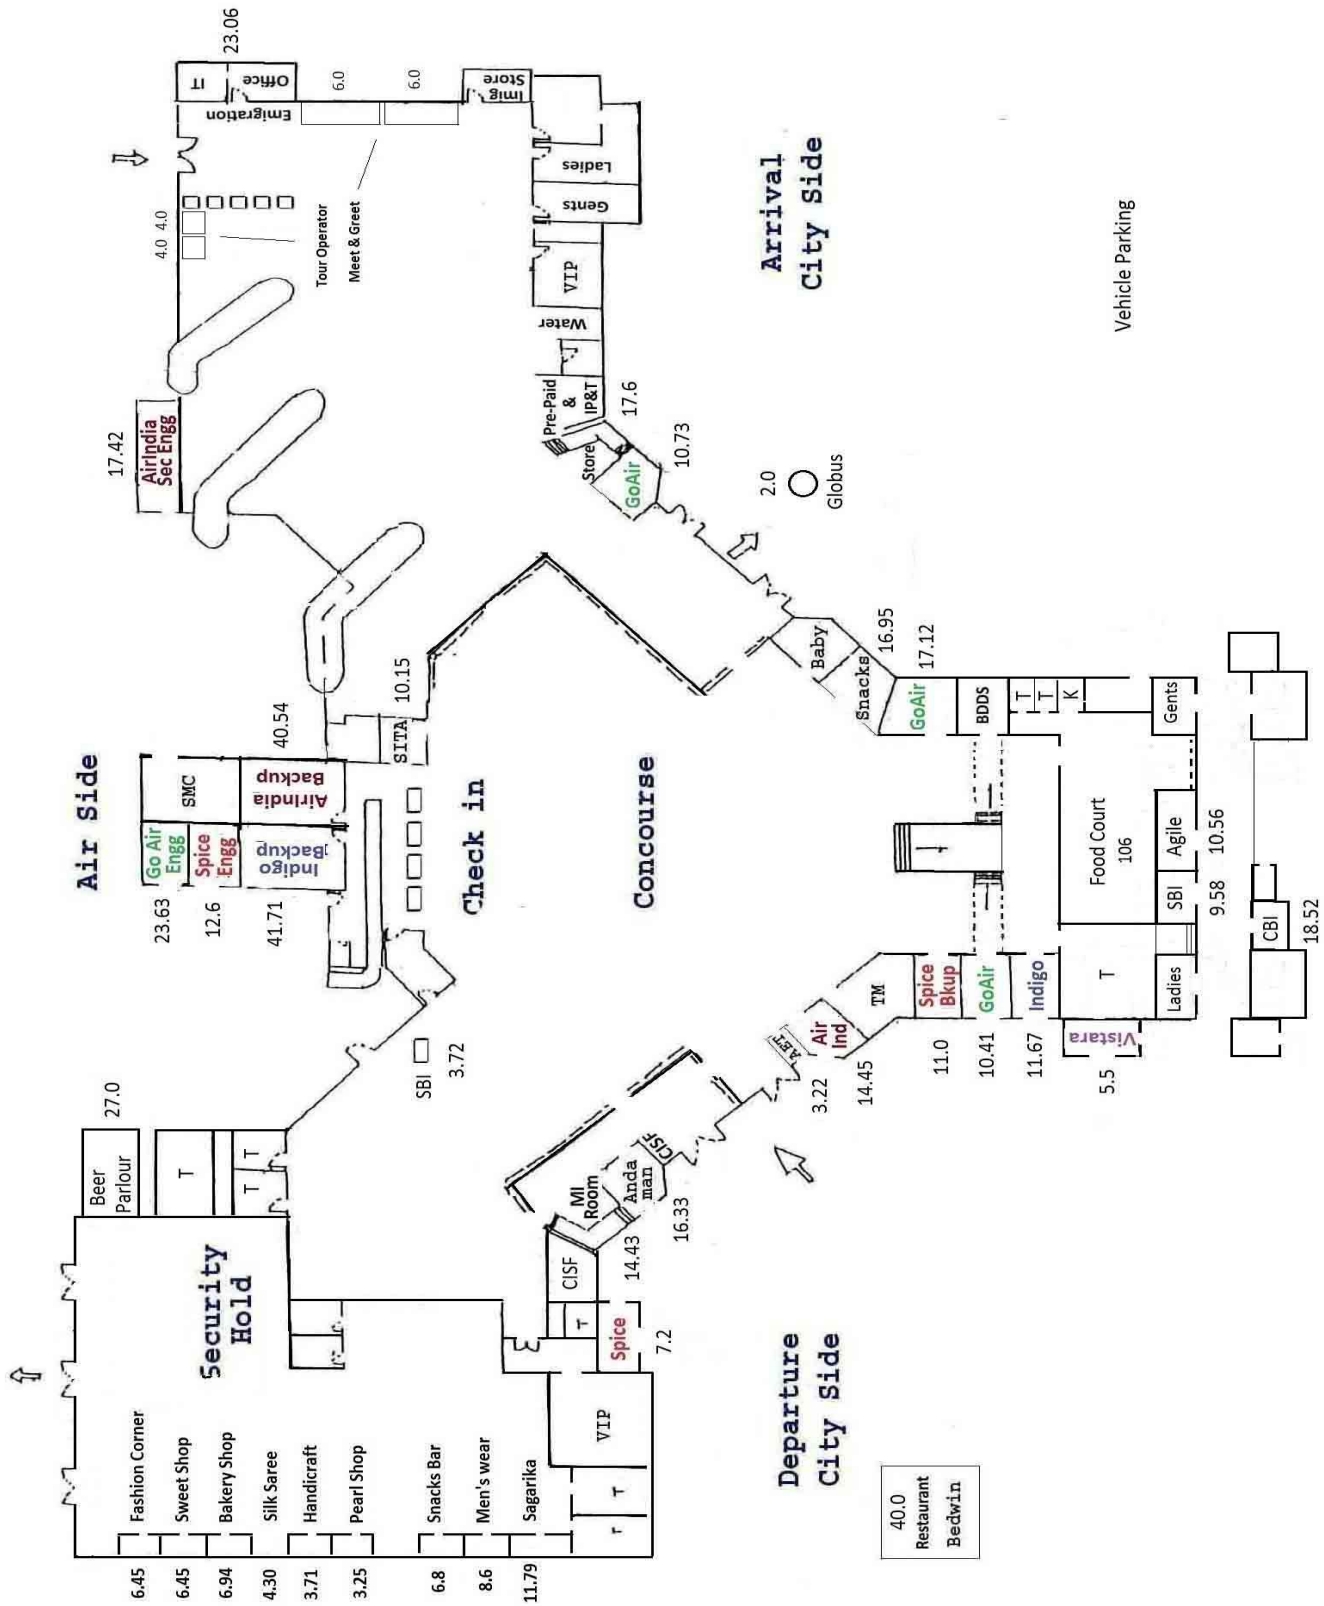 23.06
IT
Office
Emigration
6.0
6.0
Imig
Store
4.0 4.0
Tour Operator
Meet & Greet
Ladies
Gents
VIP
Water
Pre-Paid
&
IP&T
17.6
Store
GoAir
10.73
Arrival
City Side
Vehicle Parking
2.0
Globus
17.42
AirIndia
Sec Engg
Air Side
SMC
40.54
AirIndia
Backup
Go Air
Engg
Spice
Engg
Indigo
Backup
23.63
12.6
41.71
SITA
10.15
Check in
Concourse
Baby
Snacks
16.95
17.12
GoAir
BDDS
T
T
K
Gents
Food Court
106
Agile
10.56
SBI
9.58
CBI
18.52
T
Ladies
Vistara
5.5
Indigo
11.67
GoAir
10.41
Spice
Bkup
11.0
TM
14.45
Air
Ind
AET
3.22
SBI
3.72
CISF
Anda
man
16.33
MI
Room
14.43
CISF
T
Spice
7.2
VIP
T
T
Beer
Parlour
27.0
T
T
T
Security
Hold
Fashion Corner
6.45
Sweet Shop
6.45
Bakery Shop
6.94
Silk Saree
4.30
Handicraft
3.71
Pearl Shop
3.25
Snacks Bar
6.8
Men's wear
8.6
Sagarika
11.79
Departure
City Side
40.0
Restaurant
Bedwin